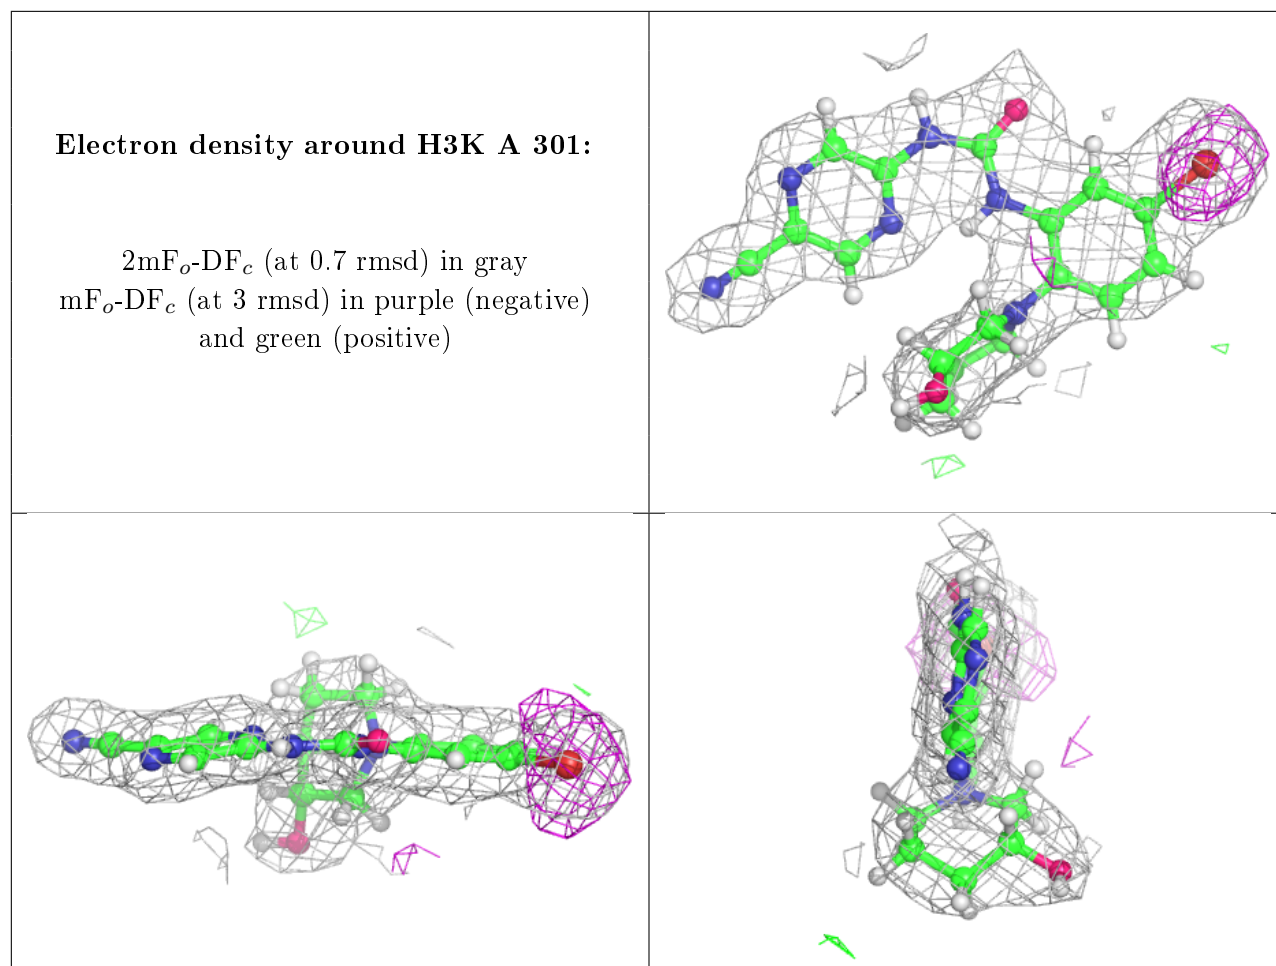 Electron density around H3K A 301:
2mFo-DFc (at 0.7 rmsd) in gray
mFo-DFc (at 3 rmsd) in purple (negative)
and green (positive)